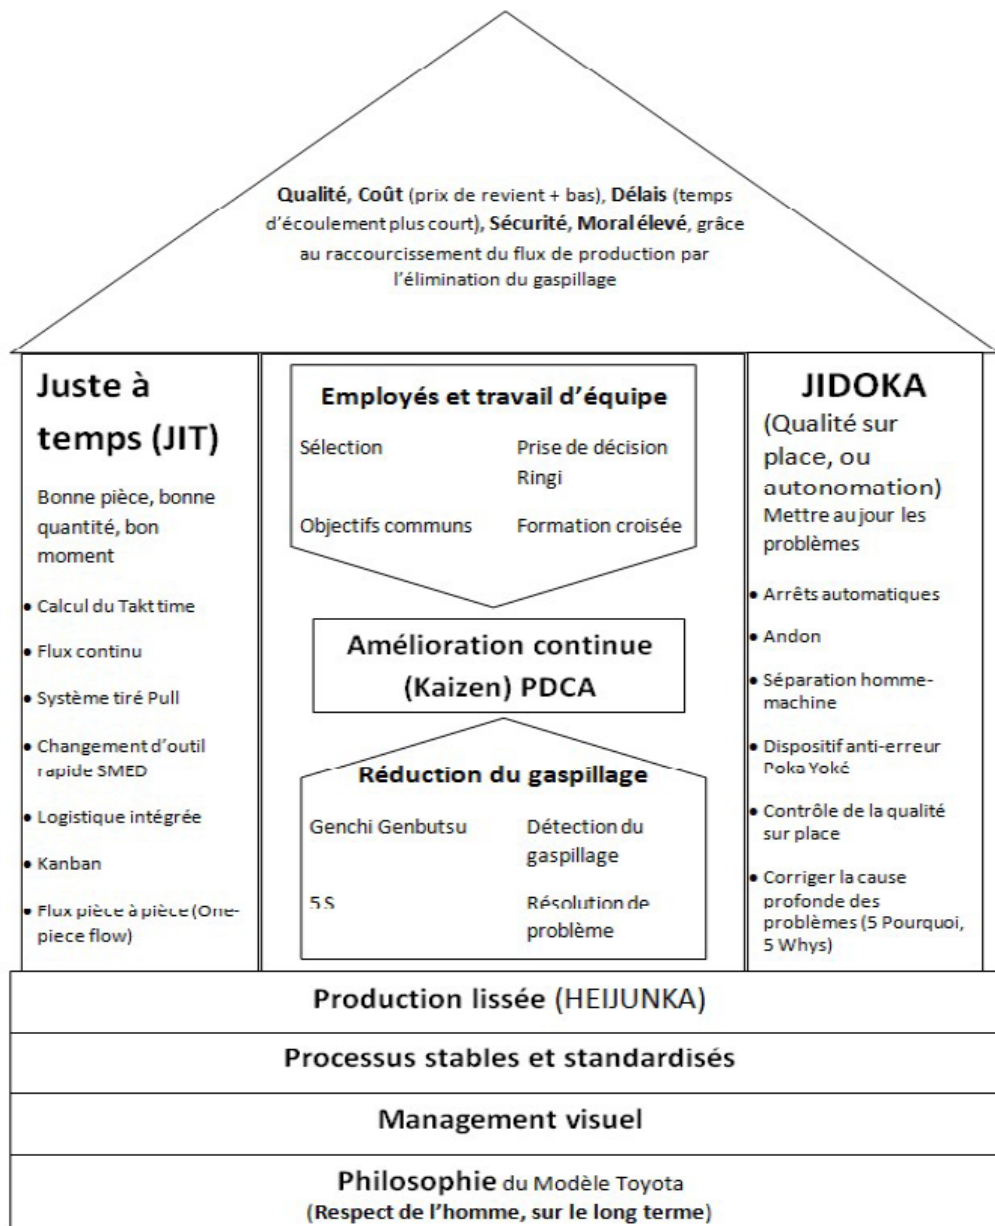 Qualité, Coût (prix de revient + bas), Délais (temps
d'écoulement plus court), Sécurité, Moral élevé, grâce
au raccourcissement du flux de production par
l'élimination du gaspillage
Juste à
temps (JIT)
Bonne pièce, bonne
quantité, bon
moment
• Calcul du Takt time
• Flux continu
• Système tiré Pull
• Changement d'outil
rapide SMED
• Logistique intégrée
• Kanban
• Flux pièce à pièce (One-
piece flow)
Employés et travail d'équipe
Sélection
Prise de décision
Ringi
Objectifs communs
Formation croisée
Amélioration continue
(Kaizen) PDCA
Réduction du gaspillage
Genchi Genbutsu
Détection du
gaspillage
5 S
Résolution de
problème
JIDOKA
(Qualité sur
place, ou
autonomation)
Mettre au jour les
problèmes
• Arrêts automatiques
• Andon
• Séparation homme-
machine
• Dispositif anti-erreur
Poka Yoké
• Contrôle de la qualité
sur place
• Corriger la cause
profonde des
problèmes (5 Pourquoi,
5 Whys)
Production lissée (HEIJUNKA)
Processus stables et standardisés
Management visuel
Philosophie du Modèle Toyota
(Respect de l'homme, sur le long terme)